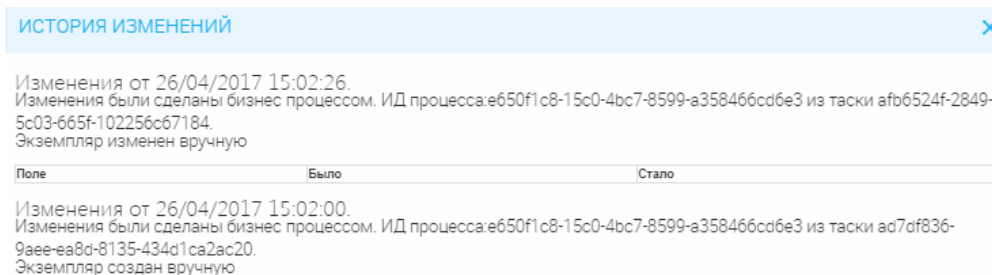 ИСТОРИЯ ИЗМЕНЕНИЙ
Изменения от 26/04/2017 15:02:26.
Изменения были сделаны бизнес процессом. ИД процесса:e650f1c8-15c0-4bc7-8599-a358466cd6e3 из таски afb6524f-2849-
5c03-665f-102256c67184.
Экземпляр изменен вручную
Поле Было Стало
Изменения от 26/04/2017 15:02:00.
Изменения были сделаны бизнес процессом. ИД процесса:e650f1c8-15c0-4bc7-8599-a358466cd6e3 из таски ad7df836-
9aee-ea8d-8135-434d1ca2ac20.
Экземпляр создан вручную